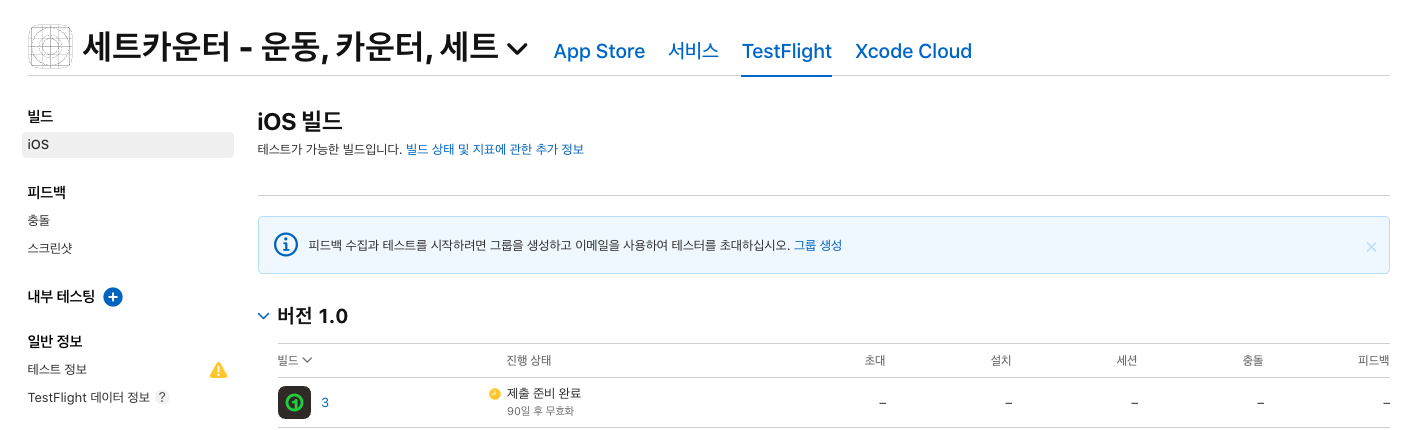 세트카운터 - 운동, 카운터, 세트
App Store 서비스 TestFlight Xcode Cloud
빌드
iOS
피드백
충돌
스크린샷
내부 테스팅
일반 정보
테스트 정보
TestFlight 데이터 정보 ?
iOS 빌드
테스트가 가능한 빌드입니다. 빌드 상태 및 지표에 관한 추가 정보
피드백 수집과 테스트를 시작하려면 그룹을 생성하고 이메일을 사용하여 테스터를 초대하십시오. 그룹 생성
버전 1.0
빌드 진행 상태 초대 설치 세션 충돌 피드백
3 제출 준비 완료 – – – – –
90일 후 무효화